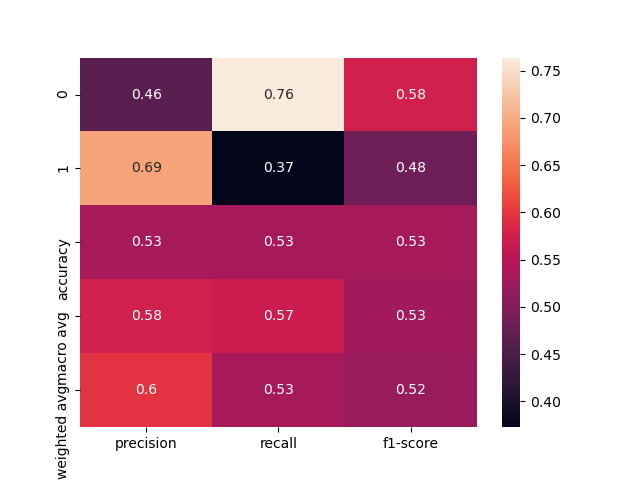 0 0.46 0.76 0.58
1 0.69 0.37 0.48
accuracy 0.53 0.53 0.53
macro avg 0.58 0.57 0.53
weighted avg 0.6 0.53 0.52
precision recall f1-score
0.75
0.70
0.65
0.60
0.55
0.50
0.45
0.40